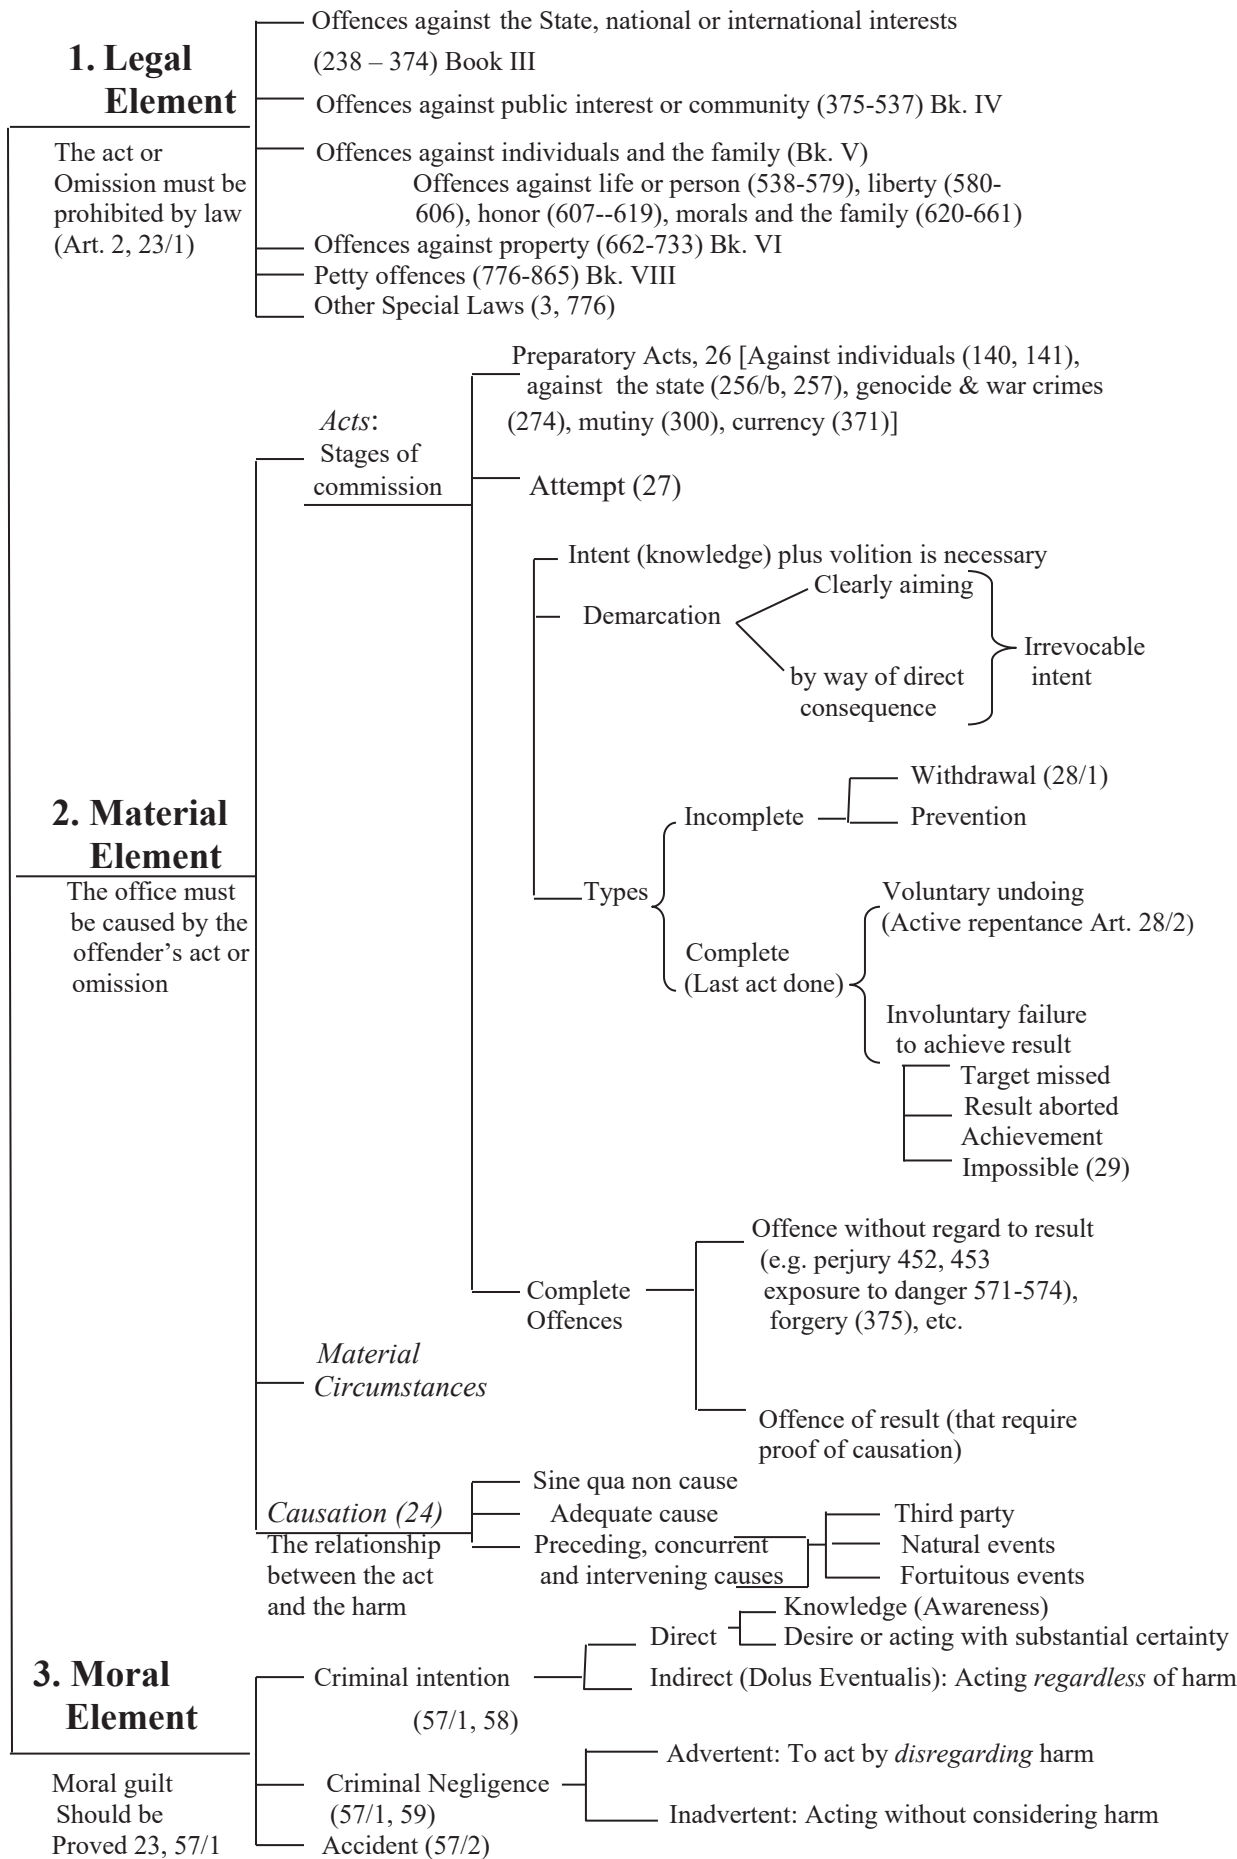 1. Legal
Element
The act or
Omission must be
prohibited by law
(Art. 2, 23/1)
Offences against the State, national or international interests
(238 – 374) Book III
Offences against public interest or community (375-537) Bk. IV
Offences against individuals and the family (Bk. V)
Offences against life or person (538-579), liberty (580-
606), honor (607--619), morals and the family (620-661)
Offences against property (662-733) Bk. VI
Petty offences (776-865) Bk. VIII
Other Special Laws (3, 776)
2. Material
Element
The office must
be caused by the
offender’s act or
omission
Acts:
Stages of
commission
Preparatory Acts, 26 [Against individuals (140, 141),
against the state (256/b, 257), genocide & war crimes
(274), mutiny (300), currency (371)]
Attempt (27)
Intent (knowledge) plus volition is necessary
Demarcation
Clearly aiming
by way of direct
consequence
Irrevocable
intent
Types
Incomplete
Withdrawal (28/1)
Prevention
Complete
(Last act done)
Voluntary undoing
(Active repentance Art. 28/2)
Involuntary failure
to achieve result
Target missed
Result aborted
Achievement
Impossible (29)
Complete
Offences
Offence without regard to result
(e.g. perjury 452, 453
exposure to danger 571-574),
forgery (375), etc.
Offence of result (that require
proof of causation)
Material
Circumstances
Causation (24)
The relationship
between the act
and the harm
Sine qua non cause
Adequate cause
Preceding, concurrent
and intervening causes
Third party
Natural events
Fortuitous events
3. Moral
Element
Moral guilt
Should be
Proved 23, 57/1
Criminal intention
(57/1, 58)
Direct
Knowledge (Awareness)
Desire or acting with substantial certainty
Indirect (Dolus Eventualis): Acting regardless of harm
Criminal Negligence
(57/1, 59)
Advertent: To act by disregarding harm
Inadvertent: Acting without considering harm
Accident (57/2)